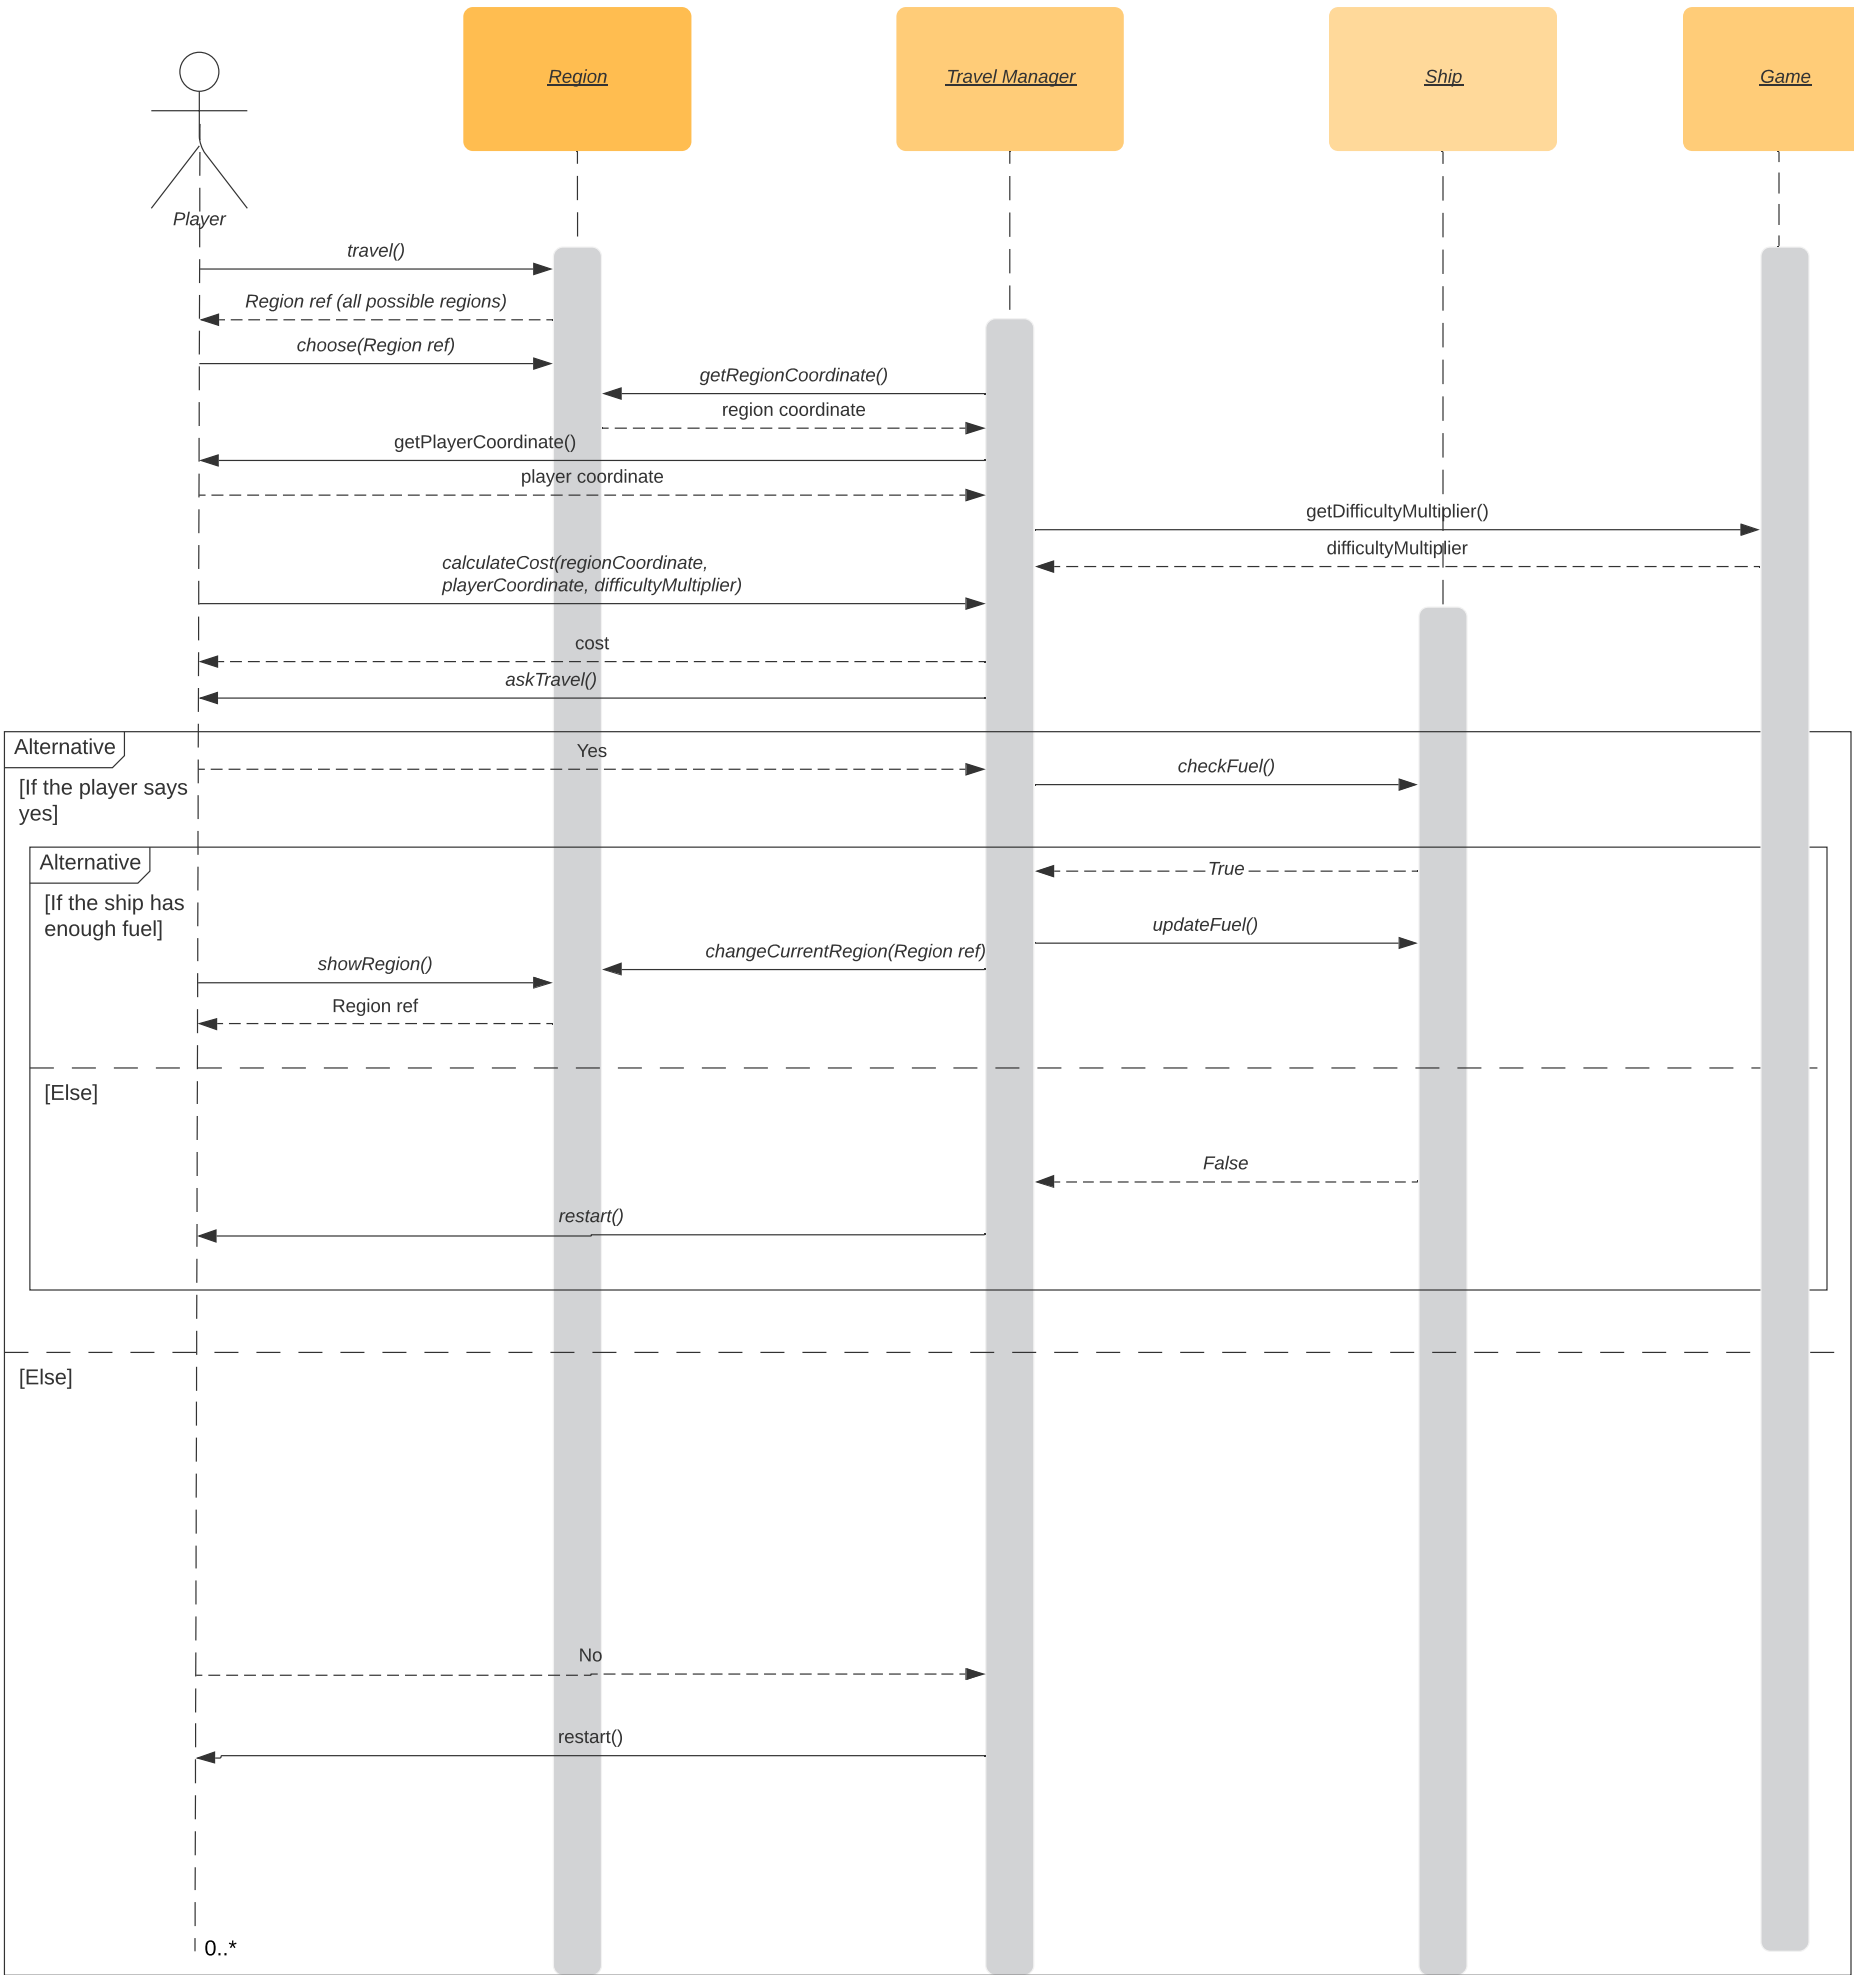 Region
Travel Manager
Ship
Game
Player
travel()
Region ref (all possible regions)
choose(Region ref)
getRegionCoordinate()
region coordinate
getPlayerCoordinate()
player coordinate
getDifficultyMultiplier()
difficultyMultiplier
calculateCost(regionCoordinate,
playerCoordinate, difficultyMultiplier)
cost
askTravel()
Alternative
Yes
[If the player says
yes]
checkFuel()
Alternative
True
[If the ship has
enough fuel]
updateFuel()
changeCurrentRegion(Region ref)
showRegion()
Region ref
[Else]
False
restart()
[Else]
No
restart()
0..*